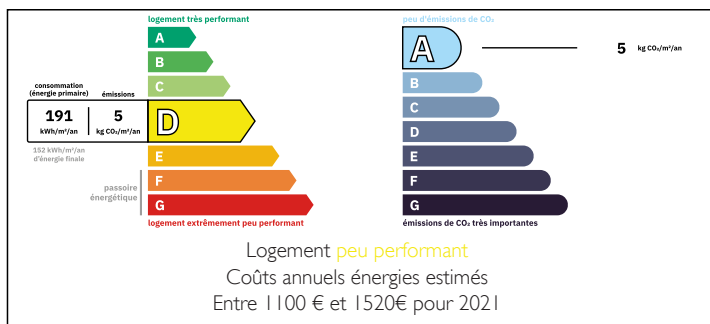 logement très performant
A
B
C
consommation
(énergie primaire)
émissions
191
kWh/m²/an
5
kg CO₂/m²/an
D
152 kWh/m²/an
d'énergie finale
E
passoire
énergétique
F
G
logement extrêmement peu performant
peu d'émissions de CO₂
A
5 kg CO₂/m²/an
B
C
D
E
F
G
émissions de CO₂ très importantes
Logement peu performant
Coûts annuels énergies estimés
Entre 1100 € et 1520€ pour 2021